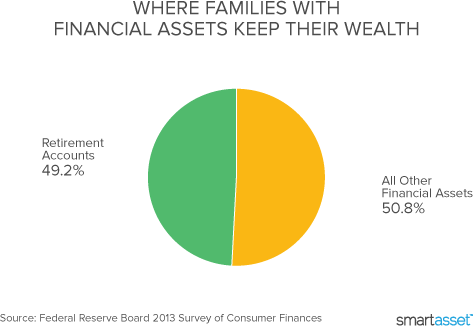 WHERE FAMILIES WITH
FINANCIAL ASSETS KEEP THEIR WEALTH
Retirement
Accounts
49.2%
All Other
Financial Assets
50.8%
Source: Federal Reserve Board 2013 Survey of Consumer Finances
smartasset™